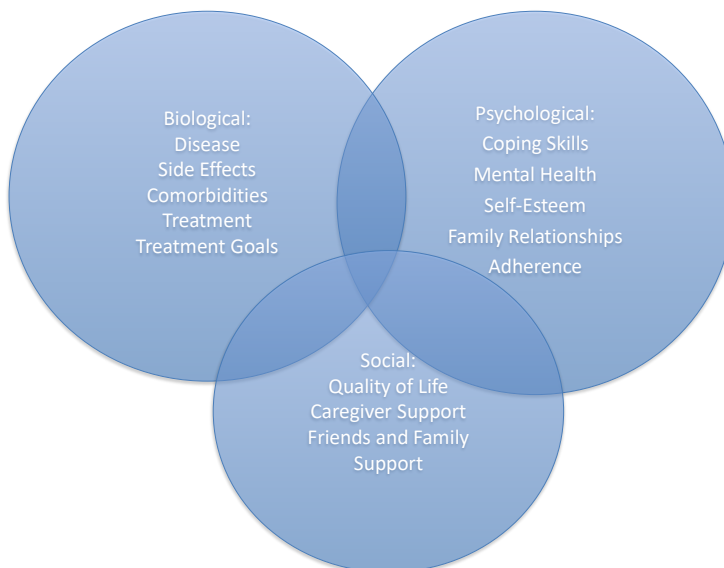 Biological:
Disease
Side Effects
Comorbidities
Treatment
Treatment Goals
Psychological:
Coping Skills
Mental Health
Self-Esteem
Family Relationships
Adherence
Social:
Quality of Life
Caregiver Support
Friends and Family
Support